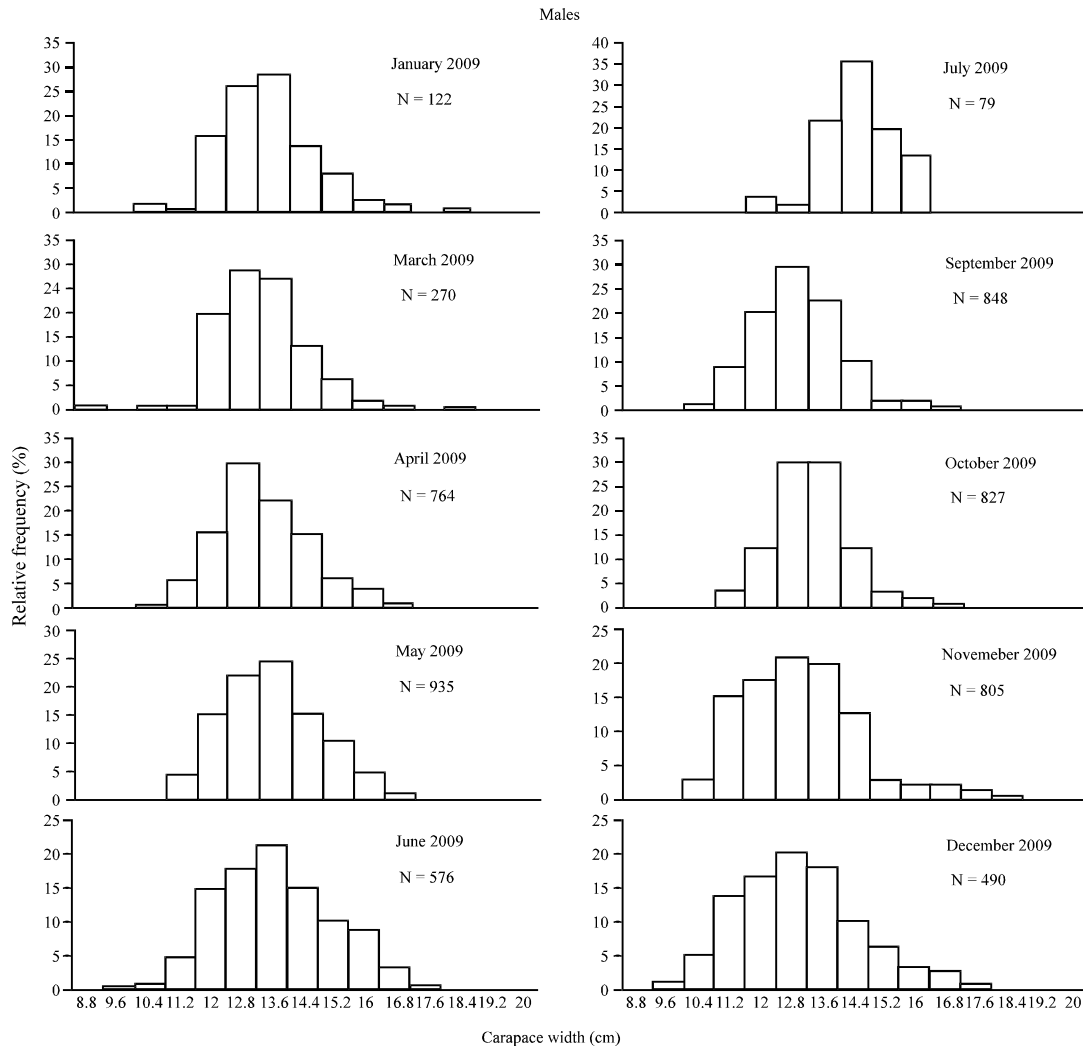 Males
35
30
25
20
15
10
5
0
January 2009
N = 122
40
35
30
25
20
15
10
5
0
July 2009
N = 79
35
30
25
20
15
10
5
0
March 2009
N = 270
35
30
25
20
15
10
5
0
September 2009
N = 848
35
30
25
20
15
10
5
0
April 2009
N = 764
35
30
25
20
15
10
5
0
October 2009
N = 827
30
25
20
15
10
5
0
May 2009
N = 935
25
20
15
10
5
0
Novemeber 2009
N = 805
25
20
15
10
5
0
June 2009
N = 576
25
20
15
10
5
0
December 2009
N = 490
8.8 9.6 10.4 11.2 12 12.8 13.6 14.4 15.2 16 16.8 17.6 18.4 19.2 20
8.8 9.6 10.4 11.2 12 12.8 13.6 14.4 15.2 16 16.8 17.6 18.4 19.2 20
Relative frequency (%)
Carapace width (cm)